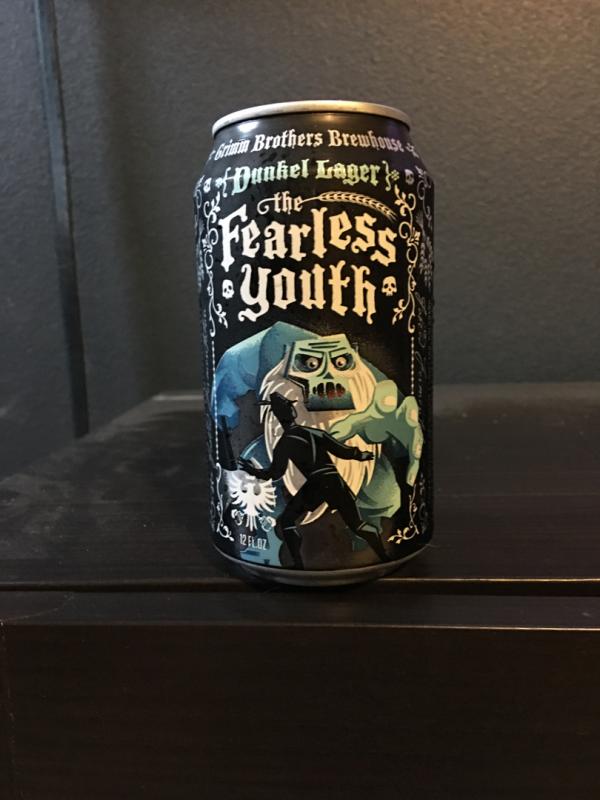 Grimm Brothers Brewhouse
Dunkel Lager
the
Fearless
youth
12 FL.OZ.